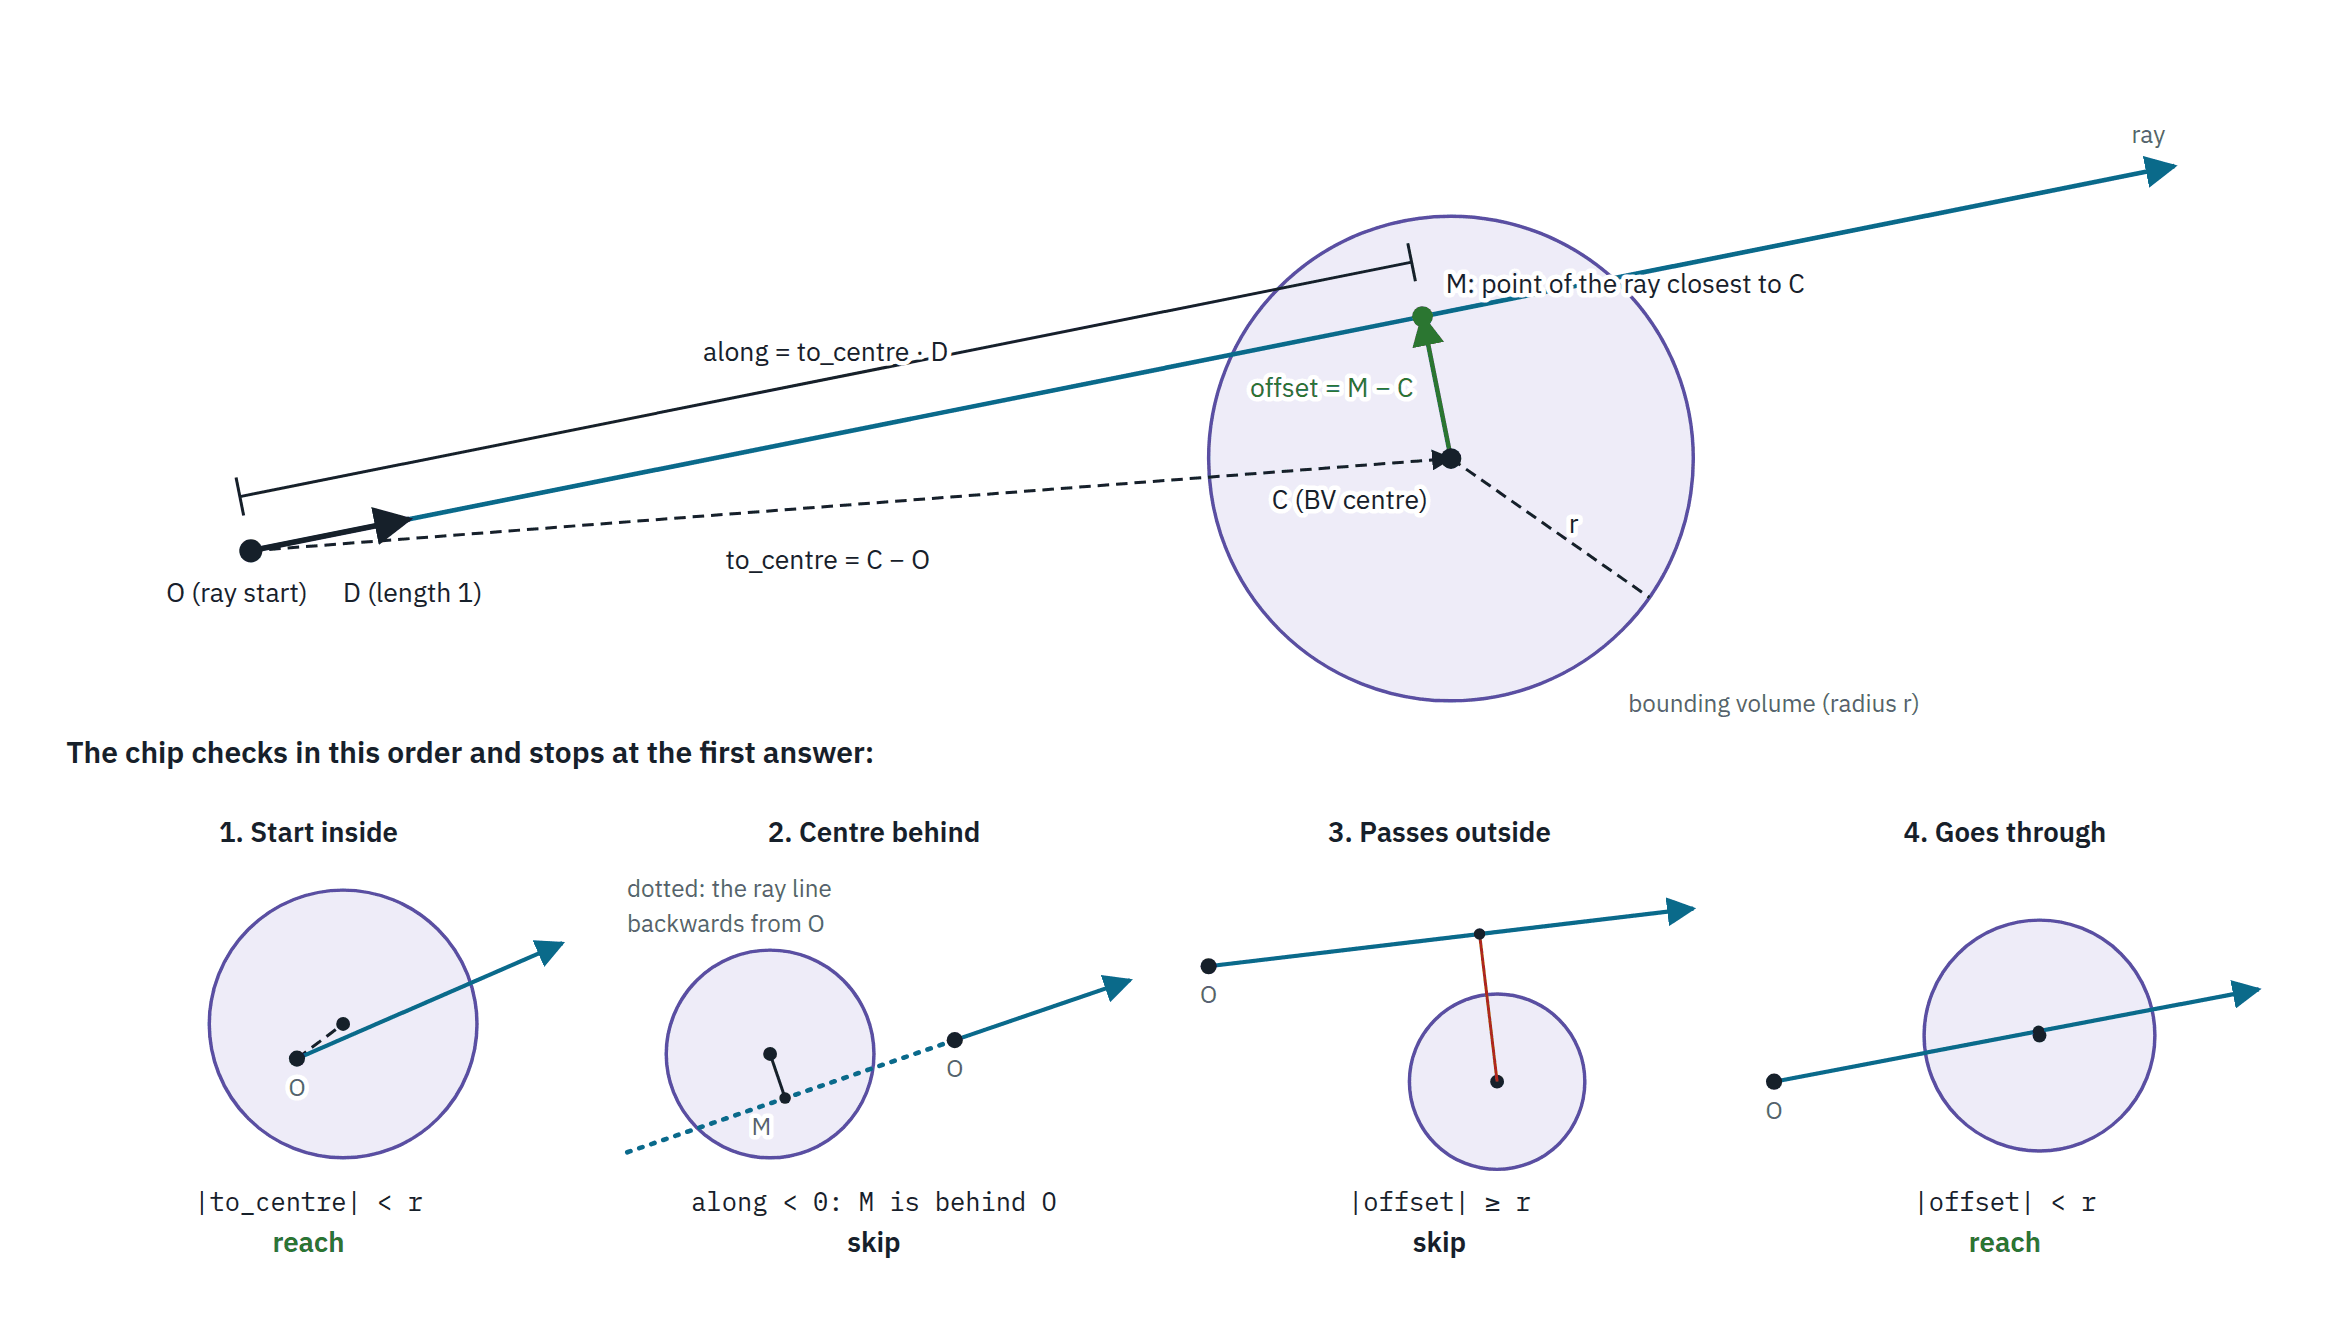 ray
M: point of the ray closest to C
along = to_centre · D
offset = M − C
C (BV centre)
r
to_centre = C − O
O (ray start)
D (length 1)
bounding volume (radius r)
The chip checks in this order and stops at the first answer:
1. Start inside
O
|to_centre| < r
reach
2. Centre behind
dotted: the ray line
backwards from O
O
M
along < 0: M is behind O
skip
3. Passes outside
O
|offset| ≥ r
skip
4. Goes through
O
|offset| < r
reach